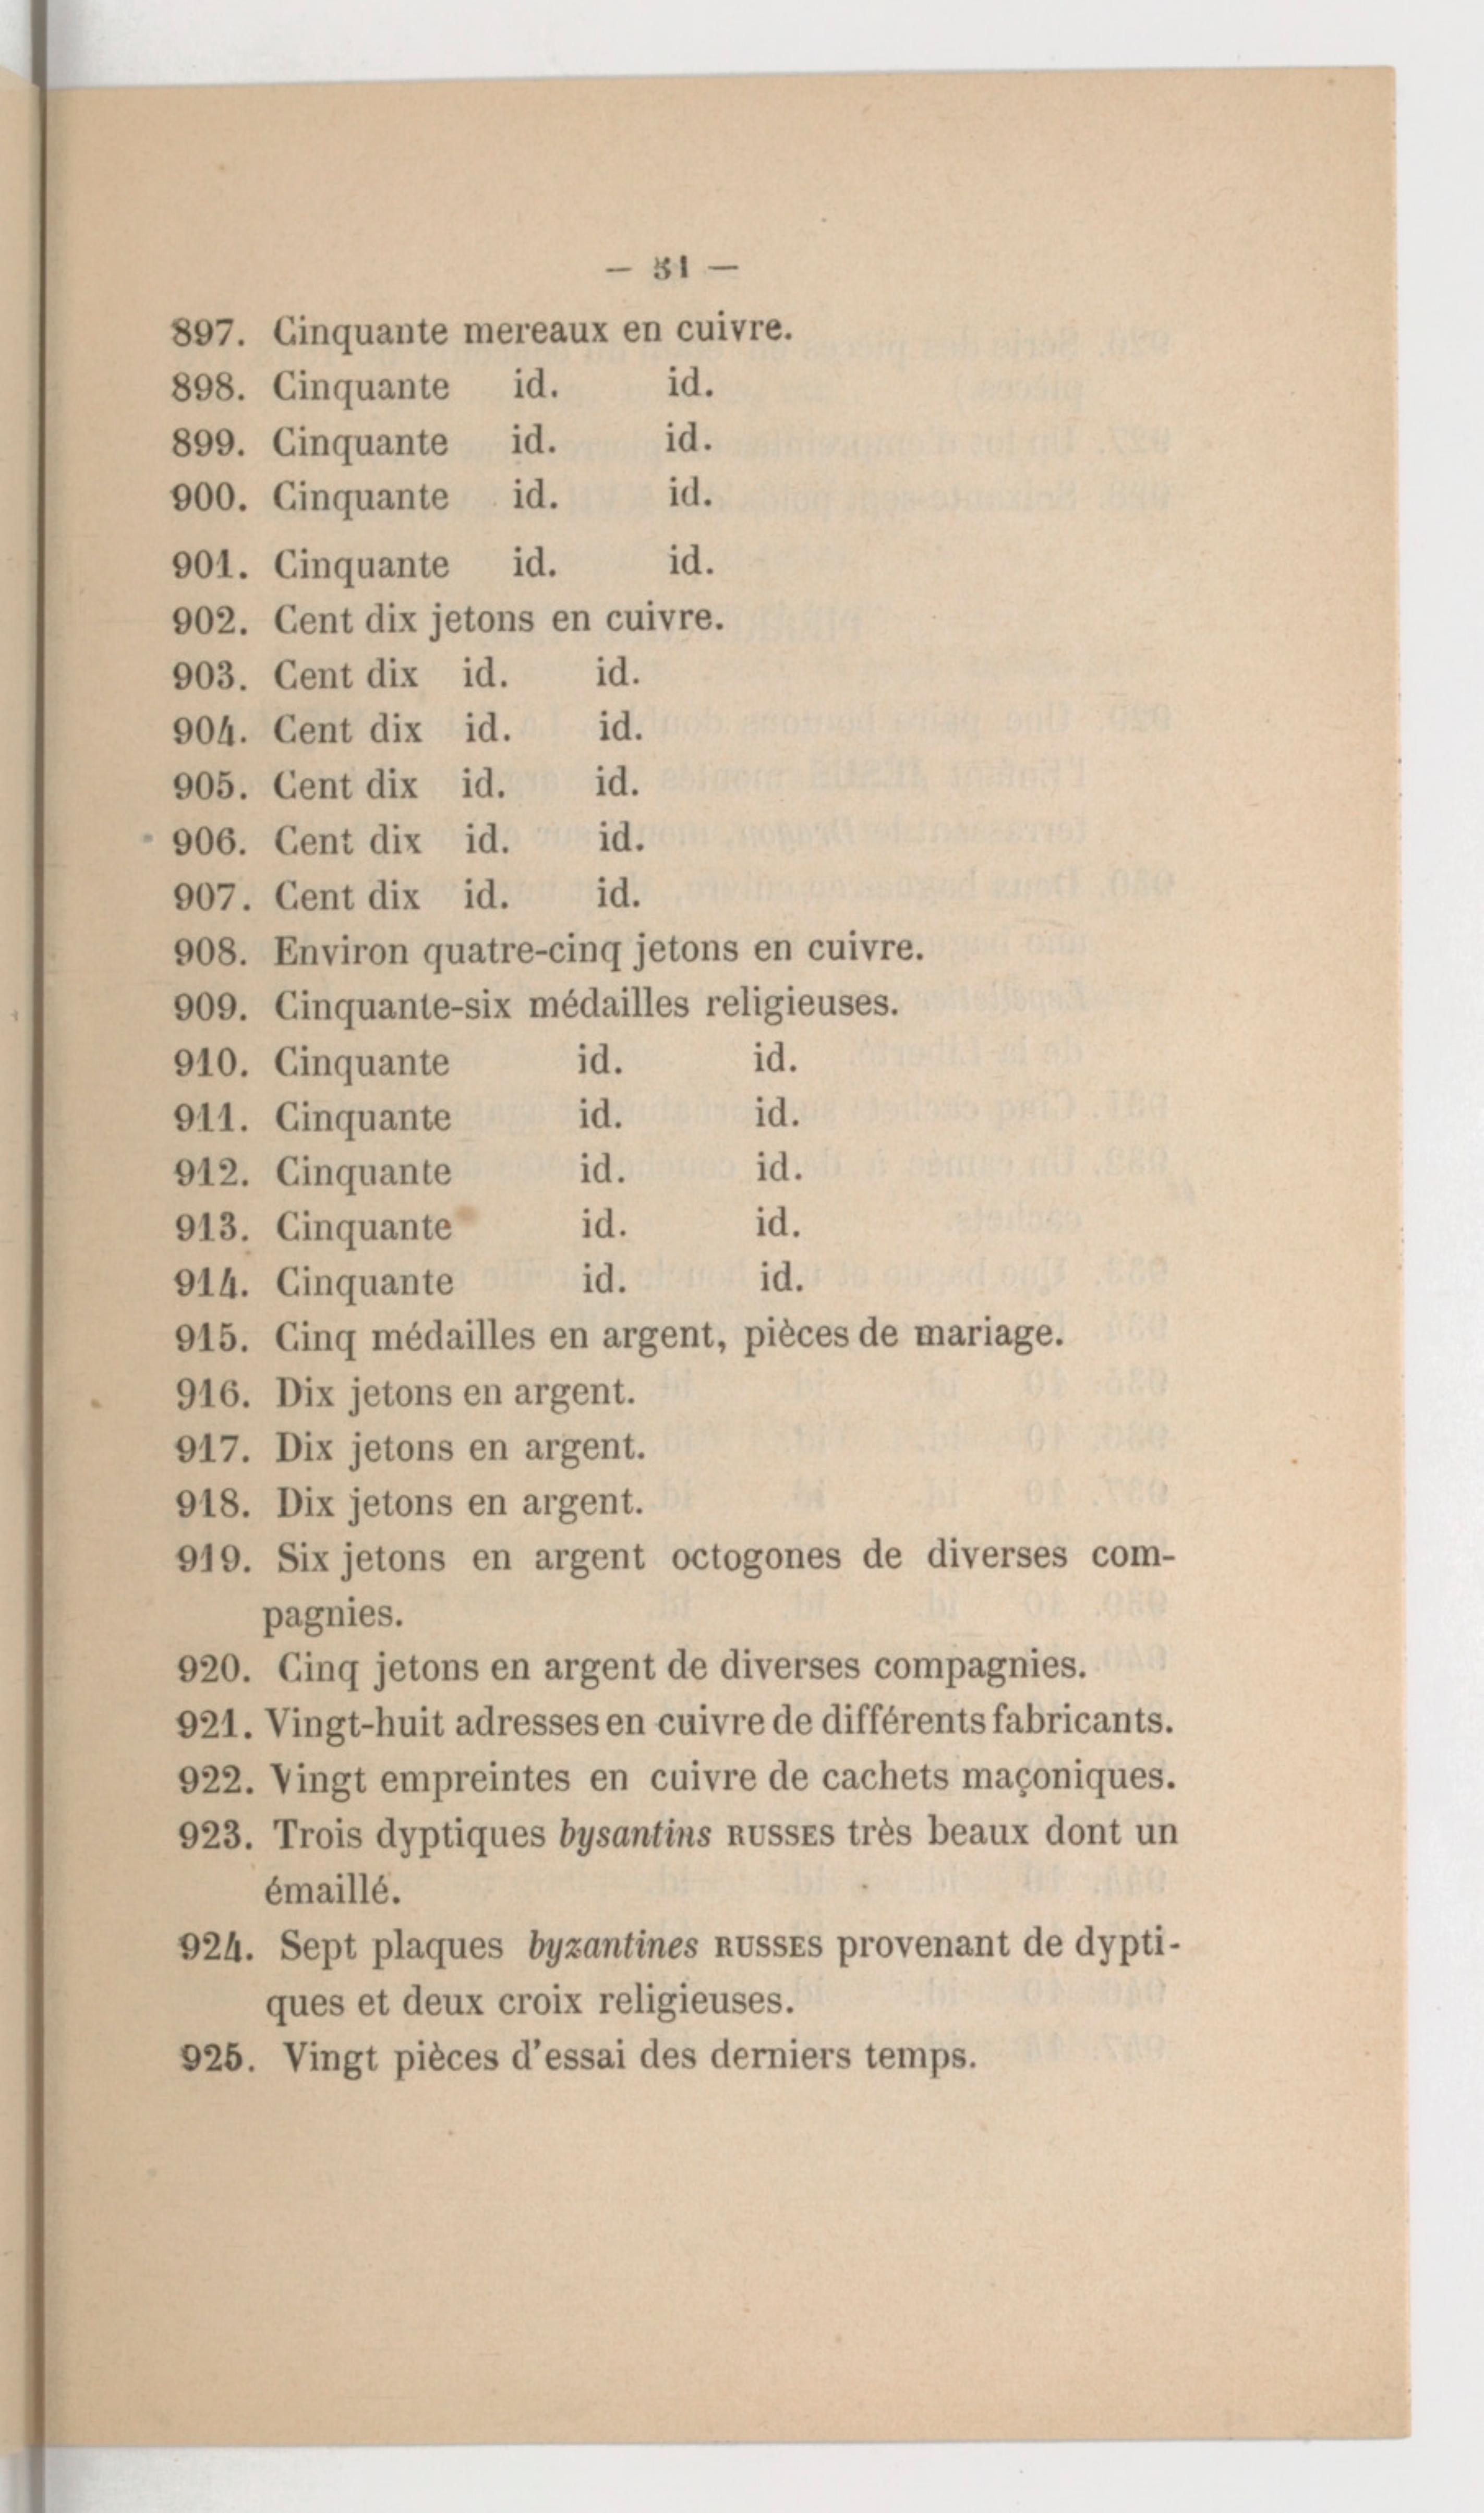 — 51 —
897. Cinquante mereaux en cuivre.
898. Cinquante id. id.
899. Cinquante id. id.
900. Cinquante id. id.
901. Cinquante id. id.
902. Cent dix jetons en cuivre.
903. Cent dix id. id.
904. Cent dix id. id.
905. Cent dix id. id.
906. Cent dix id. id.
907. Cent dix id. id.
908. Environ quatre-cinq jetons en cuivre.
909. Cinquante-six médailles religieuses.
910. Cinquante id. id.
911. Cinquante id. id.
912. Cinquante id. id.
913. Cinquante id. id.
914. Cinquante id. id.
915. Cinq médailles en argent, pièces de mariage.
916. Dix jetons en argent.
917. Dix jetons en argent.
918. Dix jetons en argent.
919. Six jetons en argent octogones de diverses com-
pagnies.
920. Cinq jetons en argent de diverses compagnies.
921. Vingt-huit adresses en cuivre de différents fabricants.
922. Vingt empreintes en cuivre de cachets maçoniques.
923. Trois dyptiques bysantins RUSSES très beaux dont un
émaillé.
924. Sept plaques byzantines RUSSES provenant de dypti-
ques et deux croix religieuses.
925. Vingt pièces d'essai des derniers temps.